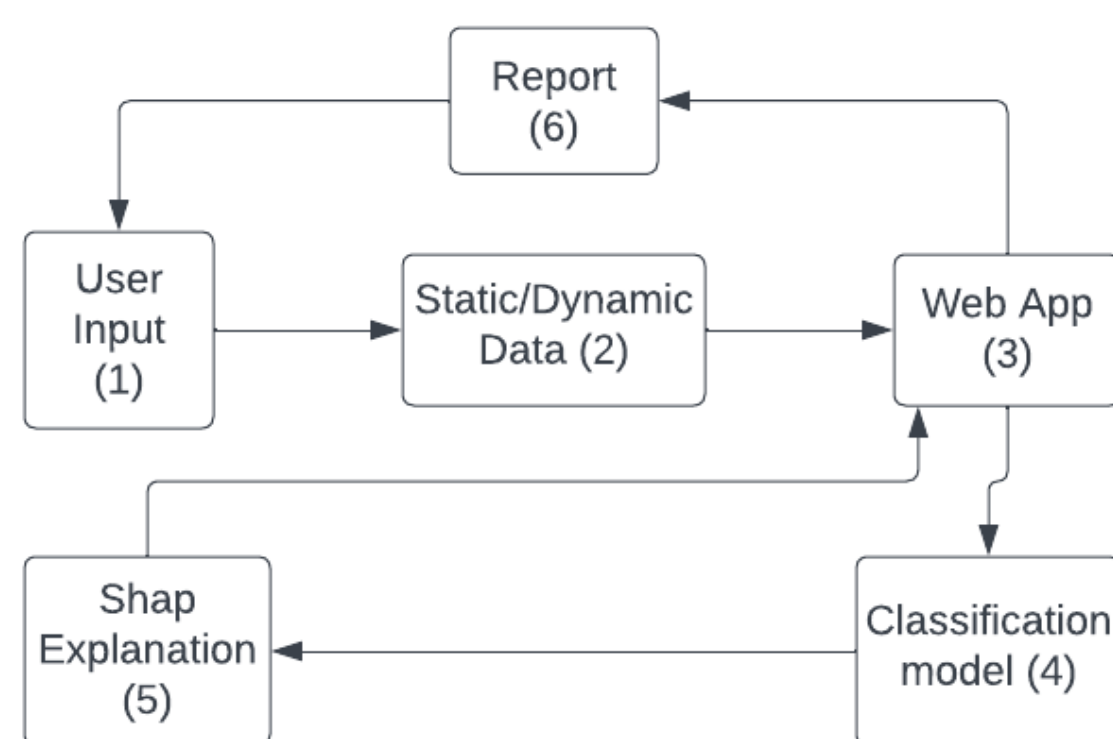 Report
(6)
User
Input
(1)
Static/Dynamic
Data (2)
Web App
(3)
Shap
Explanation
(5)
Classification
model (4)